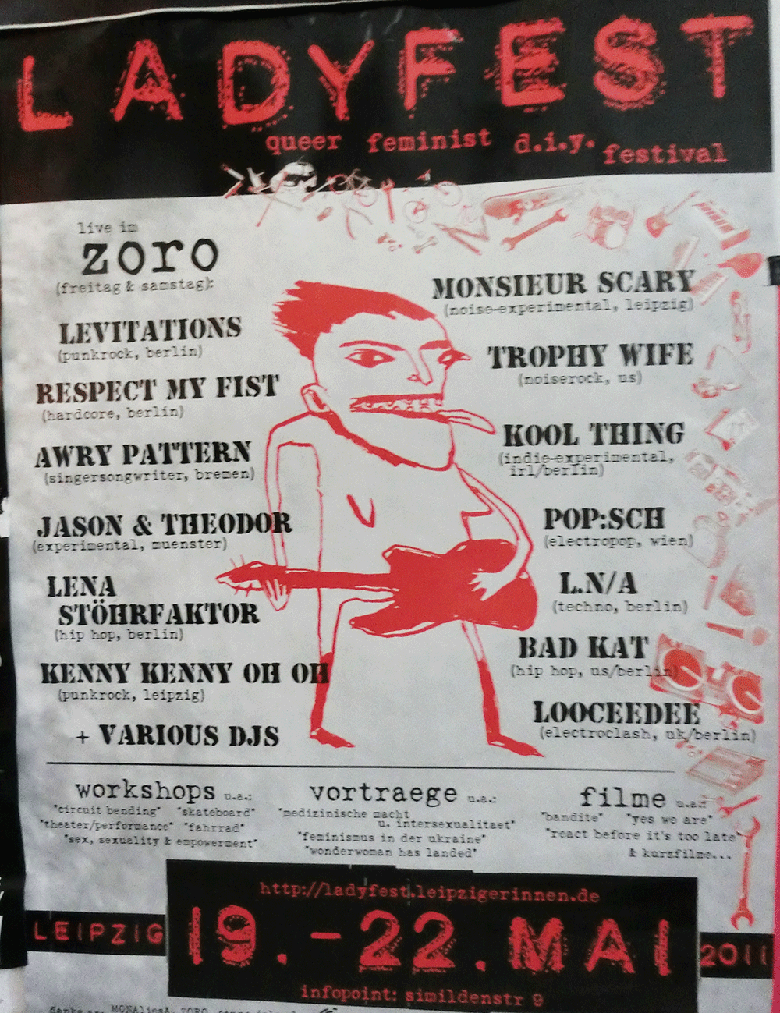 LADYFEST
queer feminist d.i.y. festival
live im
zoro
(freitag & samstag):
LEVITATIONS
(punkrock, berlin)
RESPECT MY FIST
(hardcore, berlin)
AWRY PATTERN
(singersongwriter, bremen)
JASON & THEODOR
(experimental, muenster)
LENA
STÖHRFAKTOR
(hip hop, berlin)
KENNY KENNY OH OH
(punkrock, leipzig)
+ VARIOUS DJS
MONSIEUR SCARY
(noise-experimental, leipzig)
TROPHY WIFE
(noiserock, us)
KOOL THING
(indie-experimental,
irl/berlin)
POP:SCH
(electropop, wien)
L.N/A
(techno, berlin)
BAD KAT
(hip hop, us/berlin)
LOOCEEDEE
(electroclash, uk/berlin)
workshops u.a.:
"circuit bending" "skateboard"
"theater/performance" "fahrrad"
"sex, sexuality & empowerment"
vortraege u.a.:
"medizinische macht
u. intersexualitaet"
"feminismus in der ukraine"
"wonderwoman has landed"
filme u.a.:
"bandite" "yes we are"
"react before it's too late"
& kurzfilme...
http://ladyfest.leipzigerinnen.de
LEIPZIG 19.-22.MAI 2011
infopoint: simildenstr 9